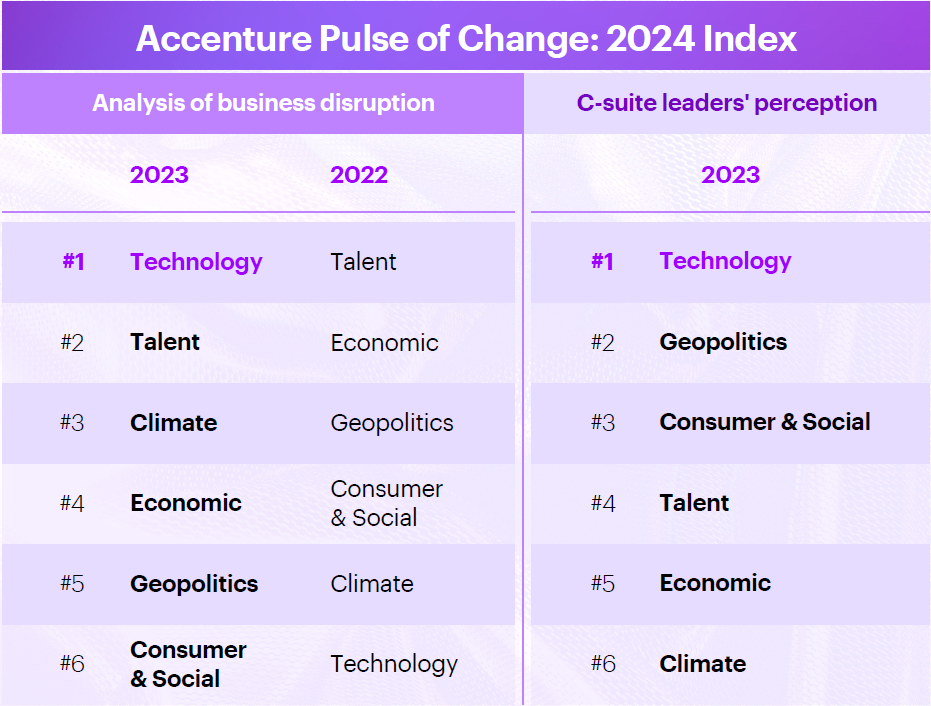 Accenture Pulse of Change: 2024 Index
Analysis of business disruption
C-suite leaders' perception
2023
2022
2023
#1
Technology
Talent
#1
Technology
#2
Talent
Economic
#2
Geopolitics
#3
Climate
Geopolitics
#3
Consumer & Social
#4
Economic
Consumer
& Social
#4
Talent
#5
Geopolitics
Climate
#5
Economic
#6
Consumer
& Social
Technology
#6
Climate